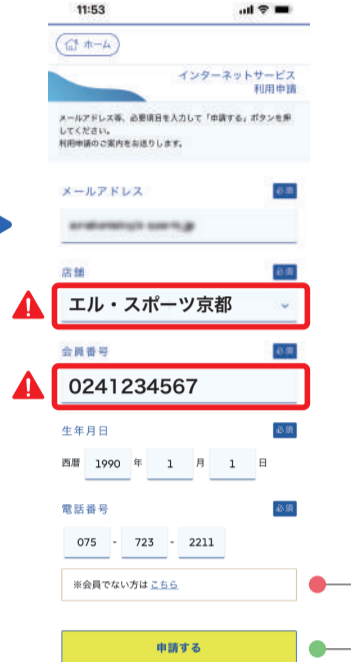 11:53
ホーム
インターネットサービス
利用申請
メールアドレス等、必要項目を入力して「申請する」ボタンを押
してください。
利用申請のご案内をお送りします。
メールアドレス 必須
店舗 必須
エル・スポーツ京都
会員番号 必須
0241234567
生年月日 必須
西暦 1990 年 1 月 1 日
電話番号 必須
075 - 723 - 2211
※会員でない方は こちら
申請する